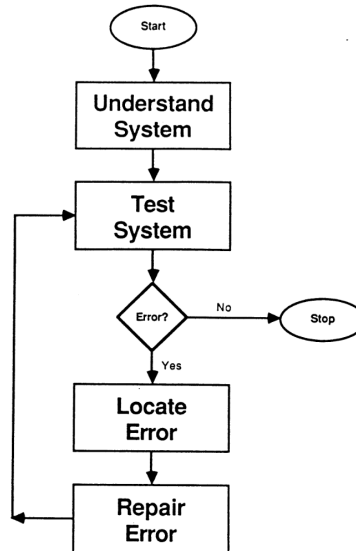 Start
Understand
System
Test
System
Error?
No
Stop
Yes
Locate
Error
Repair
Error